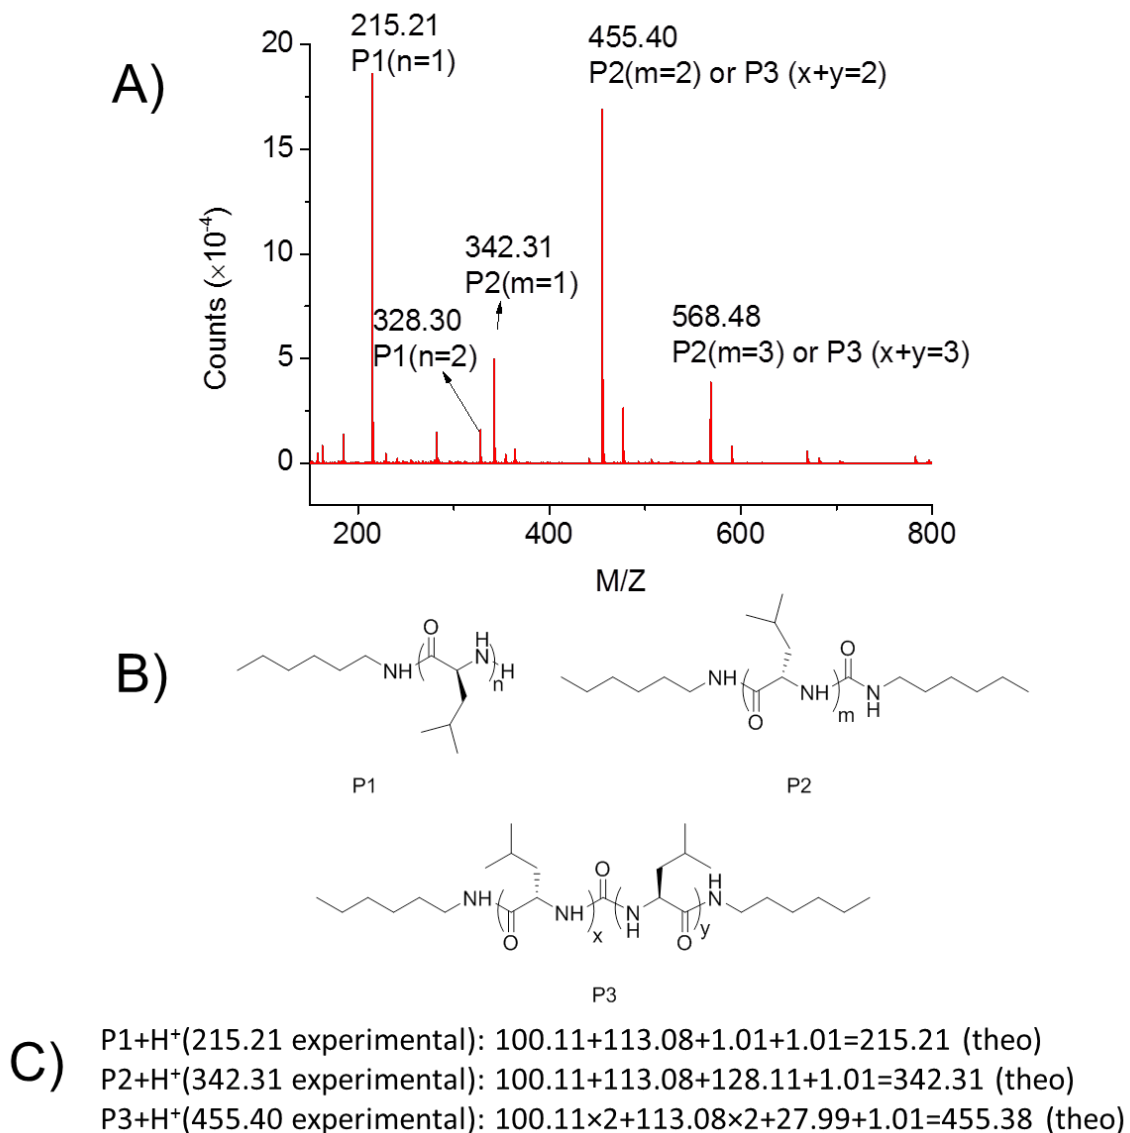 A)
215.21
P1(n=1)
455.40
P2(m=2) or P3 (x+y=2)
342.31
P2(m=1)
328.30
P1(n=2)
568.48
P2(m=3) or P3 (x+y=3)
Counts (×10⁻⁴)
20
15
10
5
0
200
400
600
800
M/Z
B)
O
H
N
NH
H
n
P1
O
NH
O
NH
N
H
m
P2
O
H
NH
N
NH
N
H
O
x
O
y
P3
C)
P1+H⁺(215.21 experimental): 100.11+113.08+1.01+1.01=215.21 (theo)
P2+H⁺(342.31 experimental): 100.11+113.08+128.11+1.01=342.31 (theo)
P3+H⁺(455.40 experimental): 100.11×2+113.08×2+27.99+1.01=455.38 (theo)